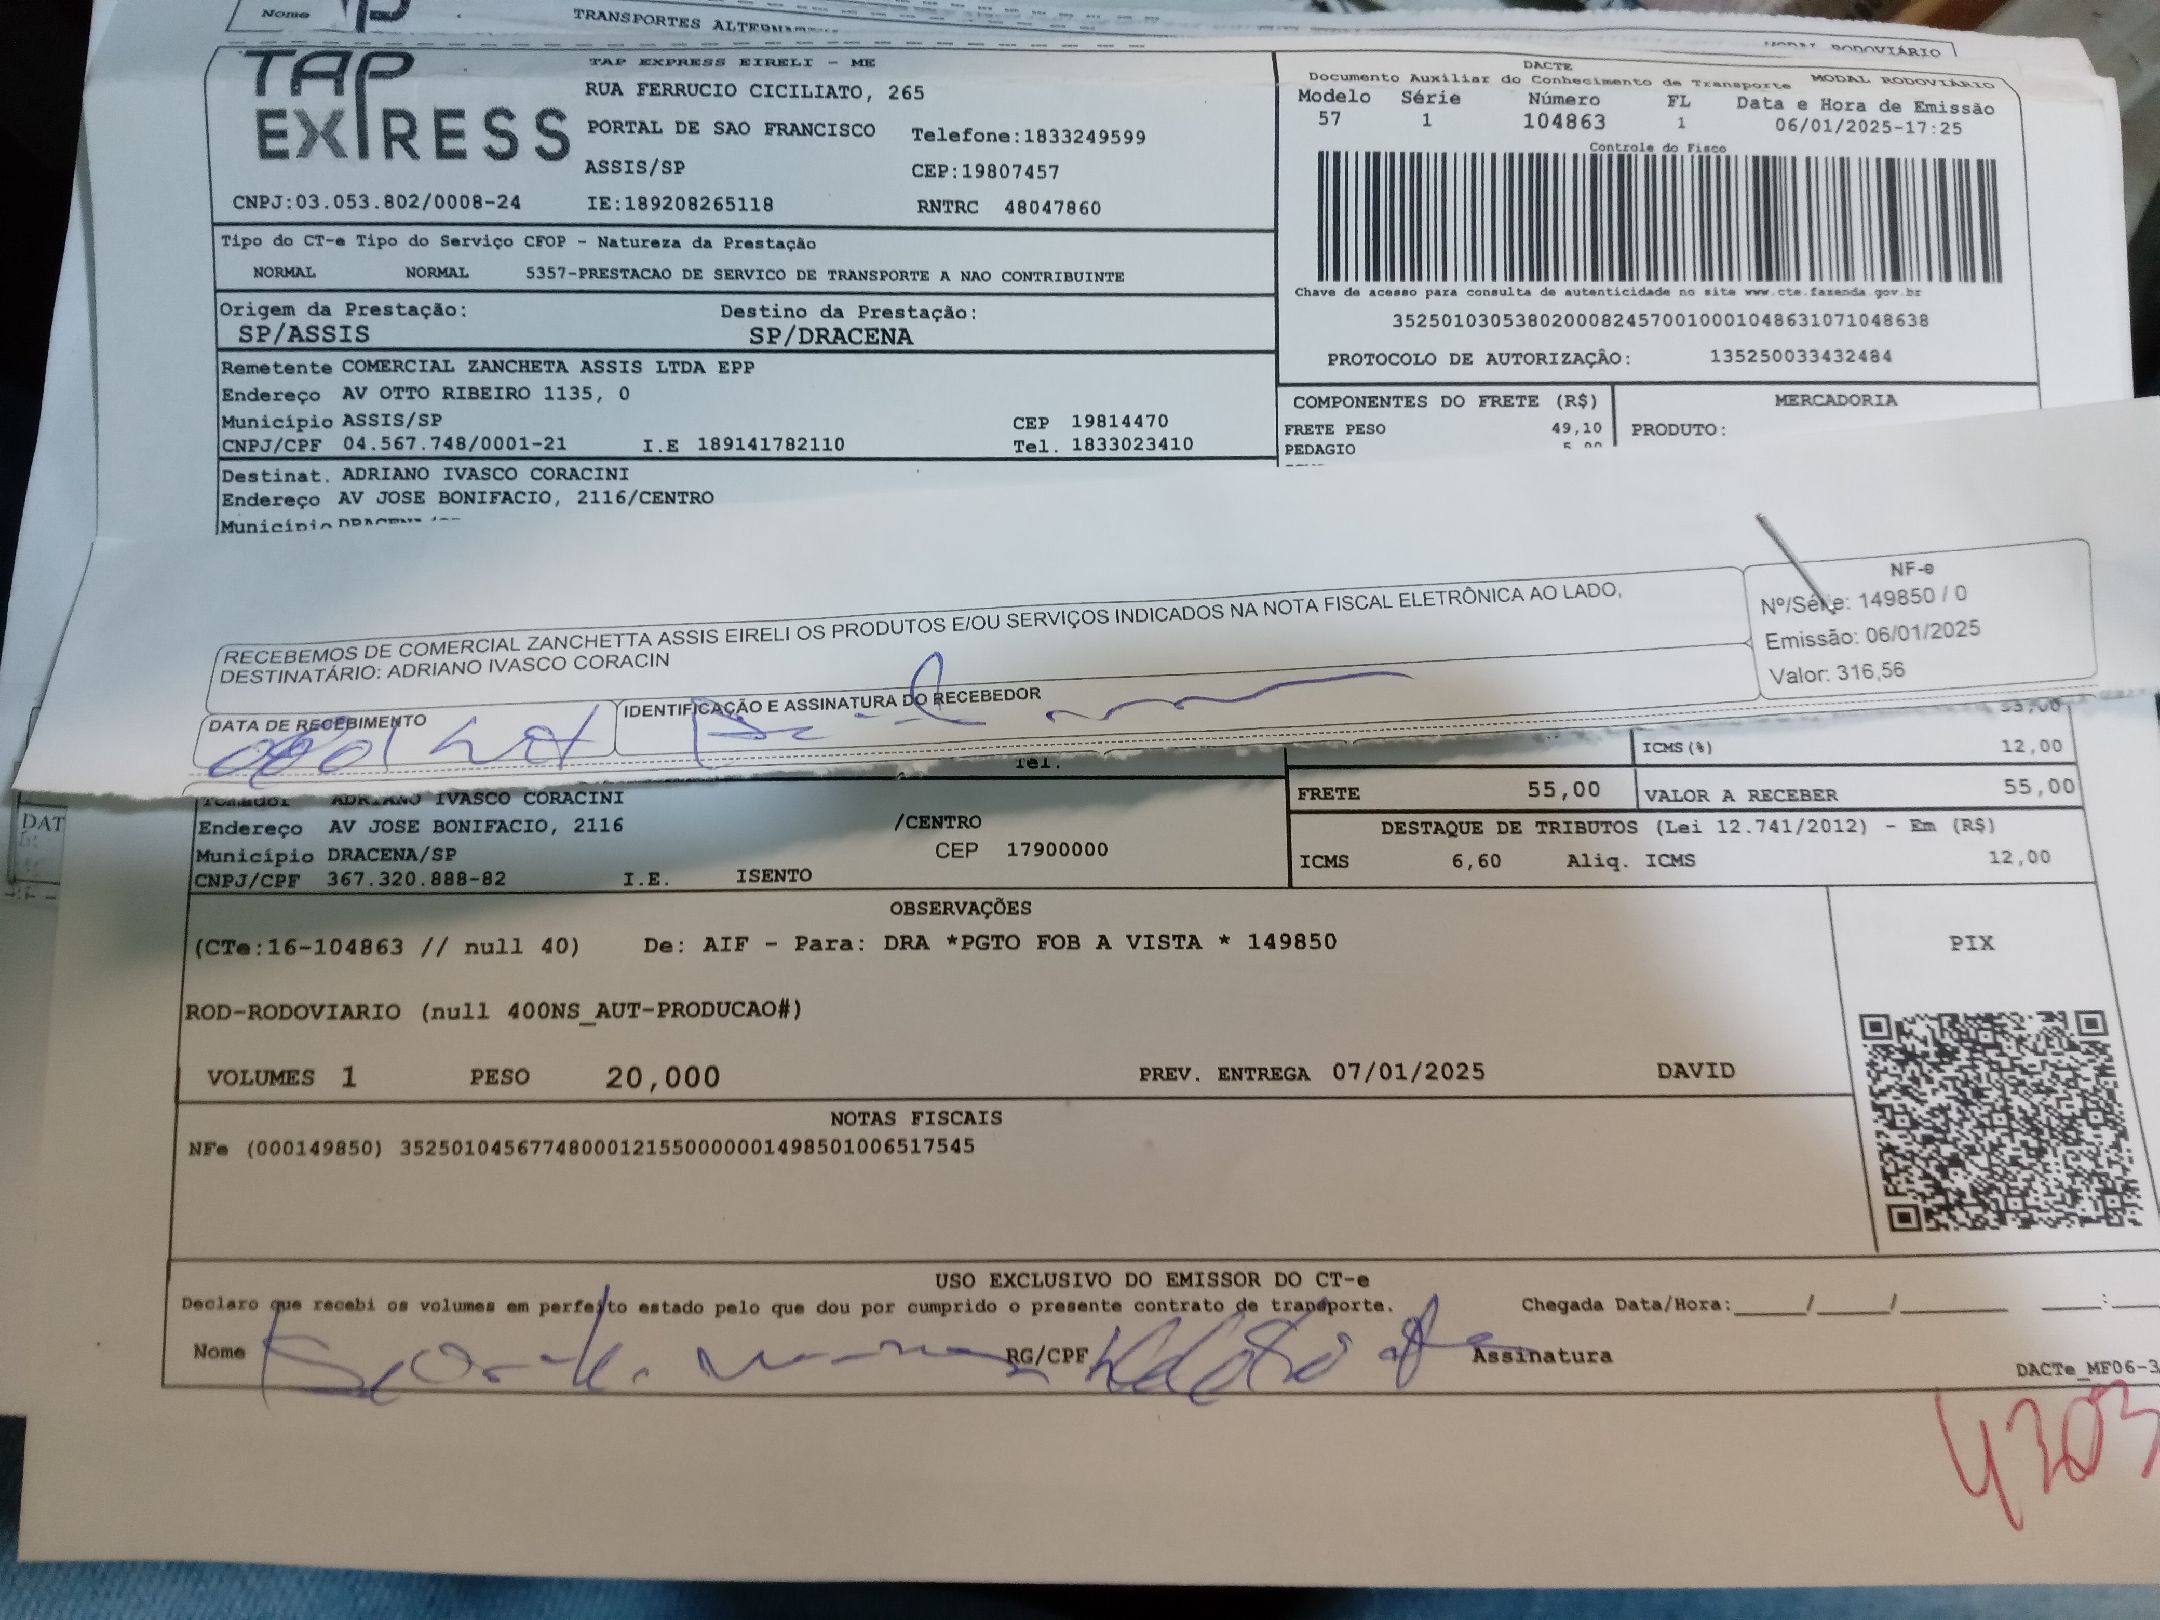 Nome
TRANSPORTES
MODAL RODOVIÁRIO
TAP EXPRESS
TAP EXPRESS EIRELI - ME
RUA FERRUCIO CICILIATO, 265
PORTAL DE SAO FRANCISCO Telefone:1833249599
ASSIS/SP CEP:19807457
CNPJ:03.053.802/0008-24 IE:189208265118 RNTRC 48047860
DACTE
Documento Auxiliar do Conhecimento de Transporte MODAL RODOVIÁRIO
Modelo Série Número FL Data e Hora de Emissão
57 1 104863 1 06/01/2025-17:25
Controle do Fisco
Chave de acesso para consulta de autenticidade no site www.cte.fazenda.gov.br
35250103053802000824570010001048631071048638
PROTOCOLO DE AUTORIZAÇÃO: 135250033432484
Tipo do CT-e Tipo do Serviço CFOP - Natureza da Prestação
NORMAL NORMAL 5357-PRESTACAO DE SERVICO DE TRANSPORTE A NAO CONTRIBUINTE
Origem da Prestação: Destino da Prestação:
SP/ASSIS SP/DRACENA
Remetente COMERCIAL ZANCHETA ASSIS LTDA EPP
Endereço AV OTTO RIBEIRO 1135, 0
Município ASSIS/SP CEP 19814470
CNPJ/CPF 04.567.748/0001-21 I.E 189141782110 Tel. 1833023410
COMPONENTES DO FRETE (R$) MERCADORIA
FRETE PESO 49,10 PRODUTO:
PEDAGIO 5,00
Destinat. ADRIANO IVASCO CORACINI
Endereço AV JOSE BONIFACIO, 2116/CENTRO
Município DRACENA
RECEBEMOS DE COMERCIAL ZANCHETTA ASSIS EIRELI OS PRODUTOS E/OU SERVIÇOS INDICADOS NA NOTA FISCAL ELETRÔNICA AO LADO,
DESTINATÁRIO: ADRIANO IVASCO CORACIN
DATA DE RECEBIMENTO IDENTIFICAÇÃO E ASSINATURA DO RECEBEDOR
NF-e
Nº/Série: 149850 / 0
Emissão: 06/01/2025
Valor: 316,56
Tel.
ICMS(%) 12,00
Tomador ADRIANO IVASCO CORACINI
Endereço AV JOSE BONIFACIO, 2116 /CENTRO
Município DRACENA/SP CEP 17900000
CNPJ/CPF 367.320.888-82 I.E. ISENTO
FRETE 55,00 VALOR A RECEBER 55,00
DESTAQUE DE TRIBUTOS (Lei 12.741/2012) - Em (R$)
ICMS 6,60 Aliq. ICMS 12,00
OBSERVAÇÕES
(CTe:16-104863 // null 40) De: AIF - Para: DRA *PGTO FOB A VISTA * 149850
ROD-RODOVIARIO (null 400NS_AUT-PRODUCAO#)
VOLUMES 1 PESO 20,000 PREV. ENTREGA 07/01/2025 DAVID
PIX
NOTAS FISCAIS
NFe (000149850) 35250104567748000121550000001498501006517545
USO EXCLUSIVO DO EMISSOR DO CT-e
Declaro que recebi os volumes em perfeito estado pelo que dou por cumprido o presente contrato de transporte. Chegada Data/Hora:____/____/______ ____:
Nome RG/CPF Assinatura
DACTe_MF06-3
4303
DAT